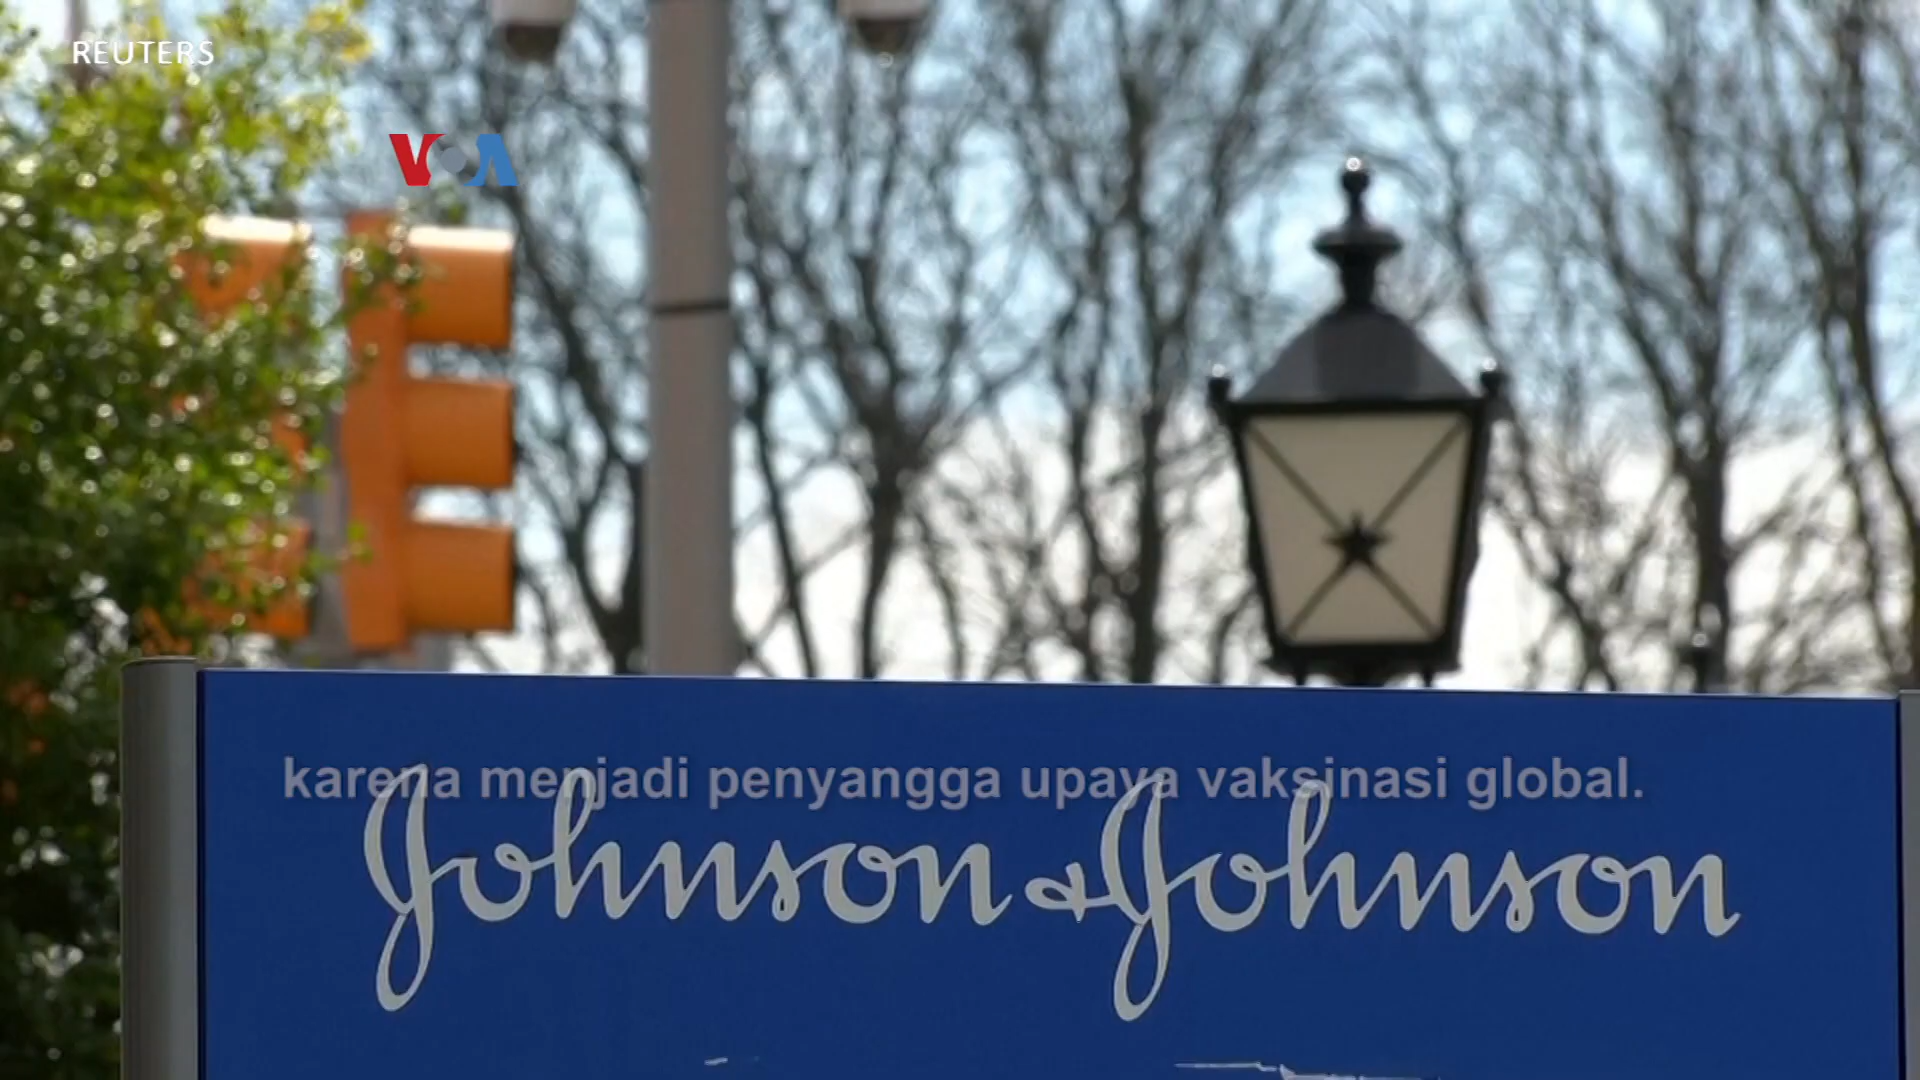 REUTERS
VOA
karena menjadi penyangga upaya vaksinasi global.
Johnson & Johnson